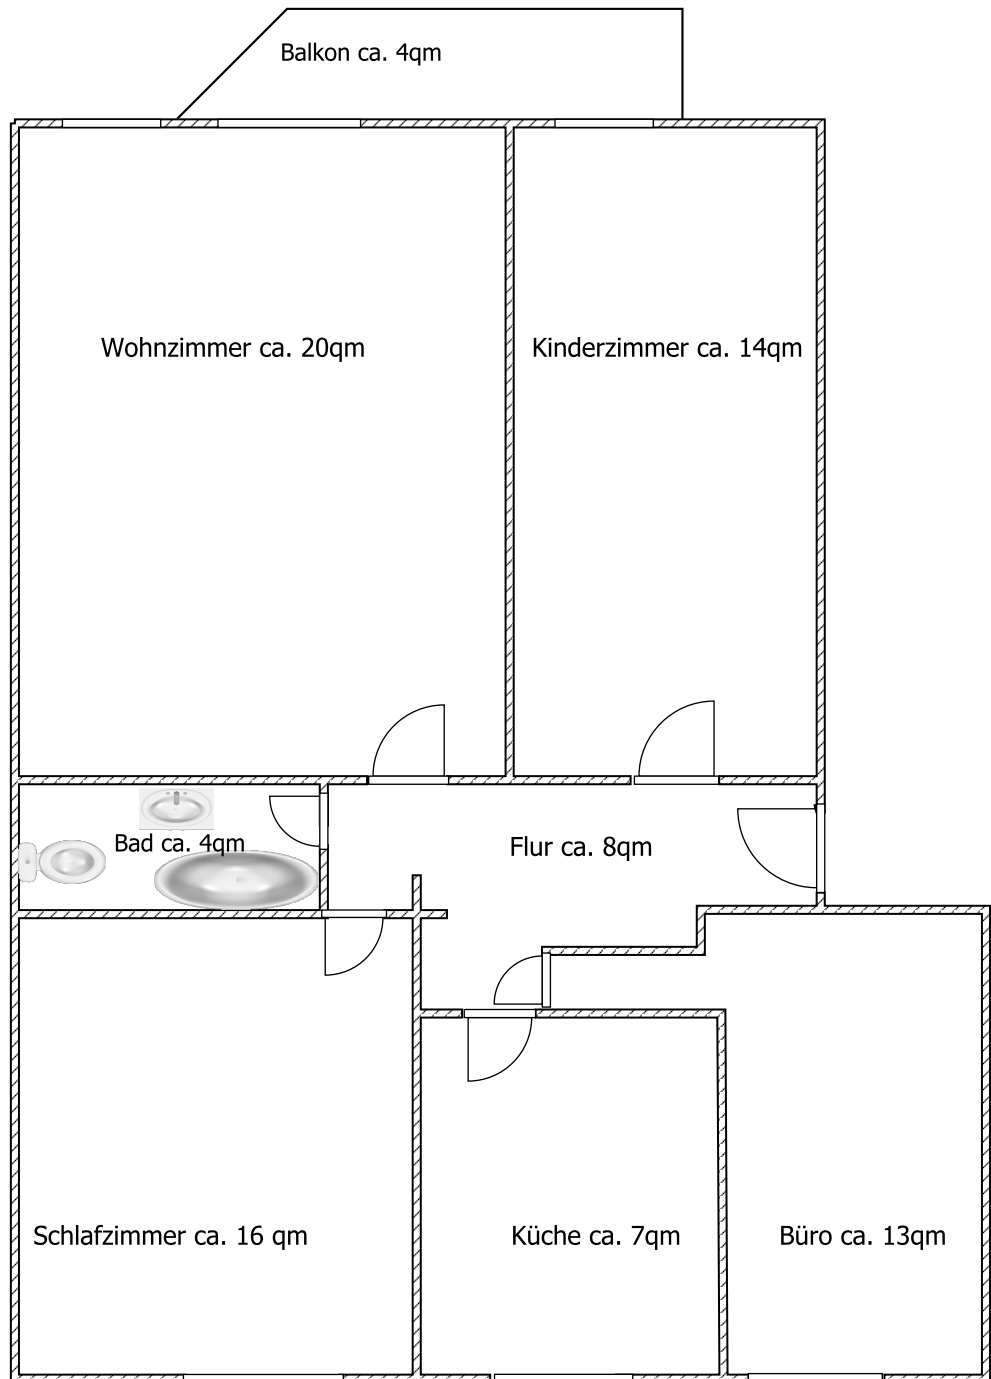 Balkon ca. 4qm
Wohnzimmer ca. 20qm
Kinderzimmer ca. 14qm
Bad ca. 4qm
Flur ca. 8qm
Schlafzimmer ca. 16 qm
Küche ca. 7qm
Büro ca. 13qm